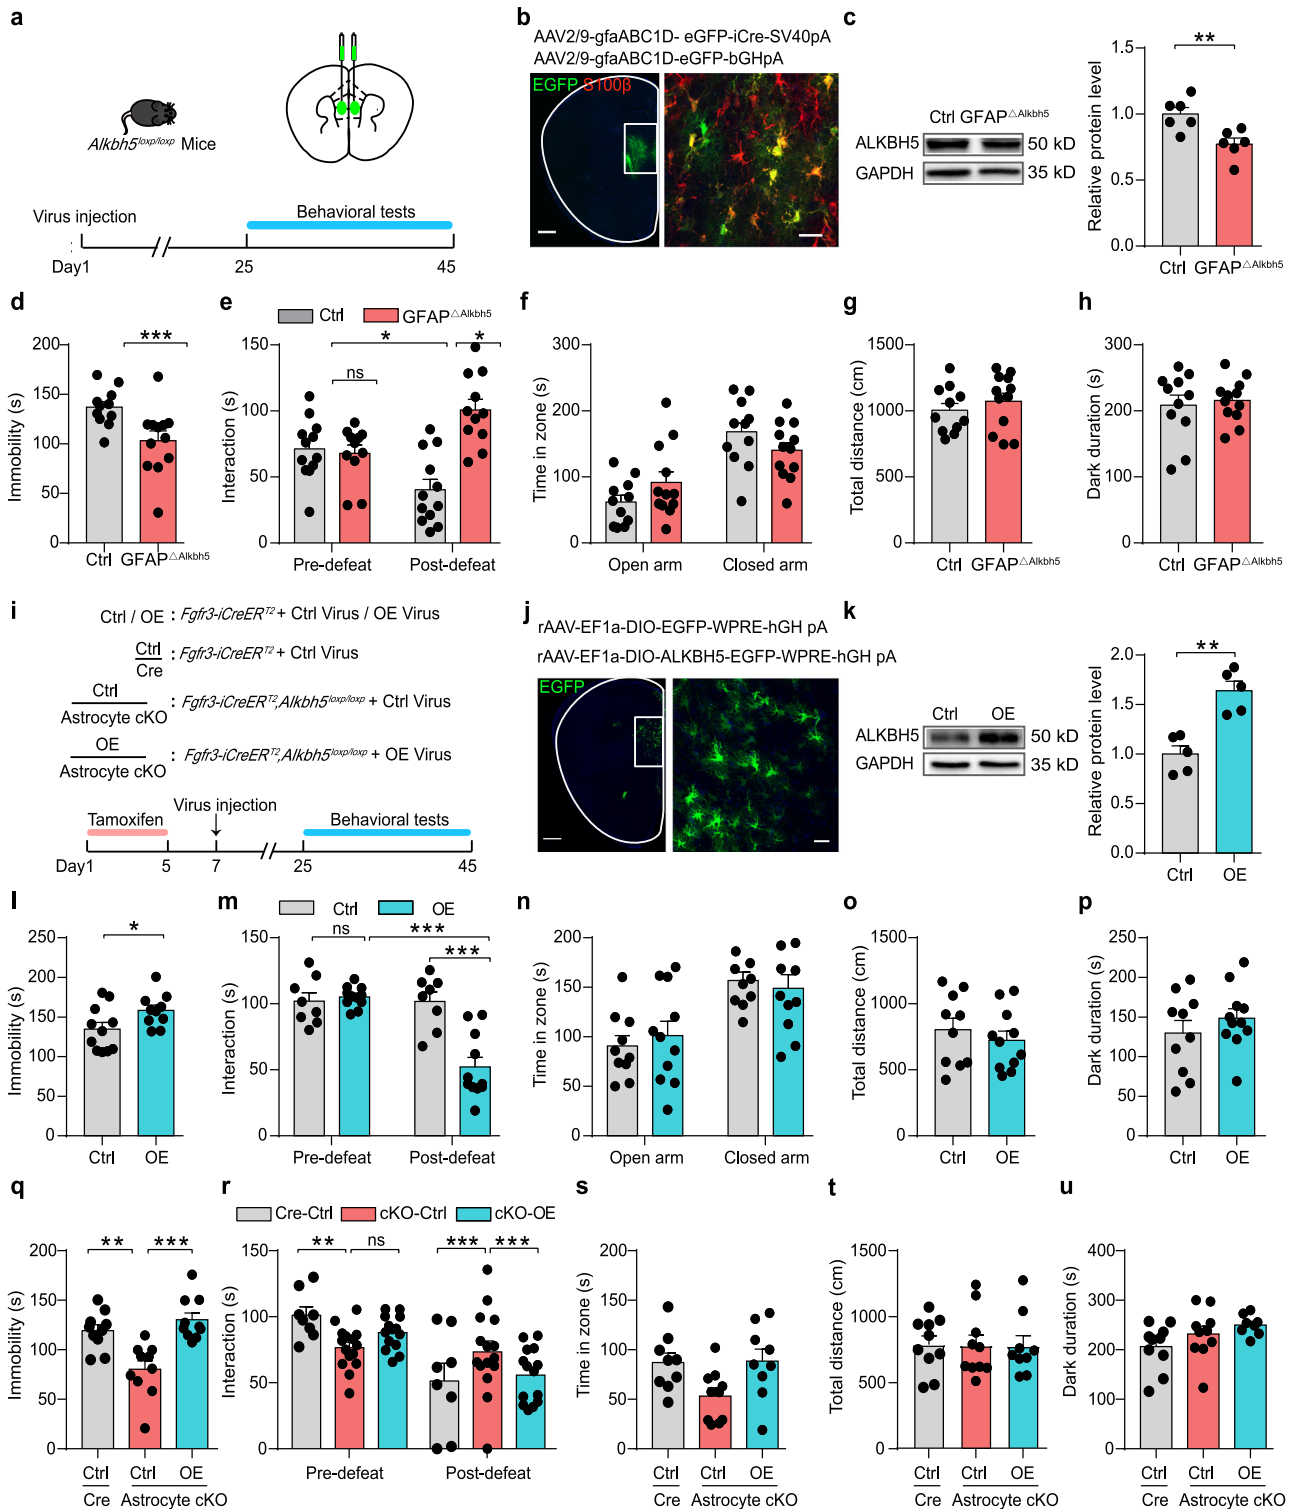 a
Alkbh5loxp/loxp Mice
Virus injection
Behavioral tests
:
Day1
25
45
b
AAV2/9-gfaABC1D- eGFP-iCre-SV40pA
AAV2/9-gfaABC1D-eGFP-bGHpA
EGFP S100β
c
Ctrl GFAP△Alkbh5
ALKBH5
50 kD
GAPDH
35 kD
Relative protein level
1.5
1.0
0.5
0.0
**
Ctrl GFAP△Alkbh5
d
Immobility (s)
200
150
100
50
0
***
Ctrl GFAP△Alkbh5
e
Ctrl
GFAP△Alkbh5
Interaction (s)
150
100
50
0
*
*
ns
Pre-defeat
Post-defeat
f
Time in zone (s)
300
200
100
0
Open arm
Closed arm
g
Total distance (cm)
1500
1000
500
0
Ctrl GFAP△Alkbh5
h
Dark duration (s)
300
200
100
0
Ctrl GFAP△Alkbh5
i
Ctrl / OE : Fgfr3-iCreERT2 + Ctrl Virus / OE Virus
Ctrl
Cre
: Fgfr3-iCreERT2 + Ctrl Virus
Ctrl
Astrocyte cKO
: Fgfr3-iCreERT2,Alkbh5loxp/loxp + Ctrl Virus
OE
Astrocyte cKO
: Fgfr3-iCreERT2,Alkbh5loxp/loxp + OE Virus
Tamoxifen
Virus injection
Behavioral tests
Day1
5
7
25
45
j
rAAV-EF1a-DIO-EGFP-WPRE-hGH pA
rAAV-EF1a-DIO-ALKBH5-EGFP-WPRE-hGH pA
EGFP
k
Ctrl
OE
ALKBH5
50 kD
GAPDH
35 kD
Relative protein level
2.0
1.5
1.0
0.5
0.0
**
Ctrl
OE
l
Immobility (s)
250
200
150
100
50
0
*
Ctrl
OE
m
Ctrl
OE
Interaction (s)
150
100
50
0
ns
***
***
Pre-defeat
Post-defeat
n
Time in zone (s)
200
150
100
50
0
Open arm
Closed arm
o
Total distance (cm)
1500
1000
500
0
Ctrl
OE
p
Dark duration (s)
250
200
150
100
50
0
Ctrl
OE
q
Immobility (s)
200
150
100
50
0
**
***
Ctrl
Ctrl
OE
Cre
Astrocyte cKO
r
Cre-Ctrl
cKO-Ctrl
cKO-OE
Interaction (s)
150
100
50
0
**
ns
***
***
Pre-defeat
Post-defeat
s
Time in zone (s)
200
150
100
50
0
Ctrl
Ctrl
OE
Cre
Astrocyte cKO
t
Total distance (cm)
1500
1000
500
0
Ctrl
Ctrl
OE
Cre
Astrocyte cKO
u
Dark duration (s)
400
300
200
100
0
Ctrl
Ctrl
OE
Cre
Astrocyte cKO